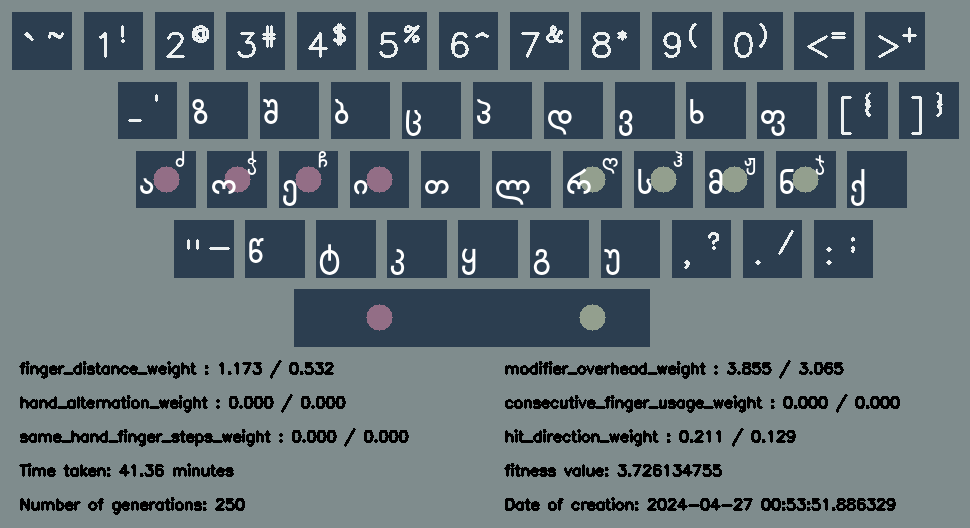 ` ~ 1 ! 2 @ 3 # 4 $ 5 % 6 ^ 7 & 8 * 9 ( 0 ) < = > +
_ ' ზ შ ბ ც პ დ ვ ხ ფ [ { ] }
ა ძ ო ჭ ე ჩ ი თ ლ რ ღ ს ჰ მ ჟ ნ ჯ ქ
" — წ ტ კ ყ გ უ , ? . / : ;
finger_distance_weight : 1.173 / 0.532
modifier_overhead_weight : 3.855 / 3.065
hand_alternation_weight : 0.000 / 0.000
consecutive_finger_usage_weight : 0.000 / 0.000
same_hand_finger_steps_weight : 0.000 / 0.000
hit_direction_weight : 0.211 / 0.129
Time taken: 41.36 minutes
fitness value: 3.726134755
Number of generations: 250
Date of creation: 2024-04-27 00:53:51.886329